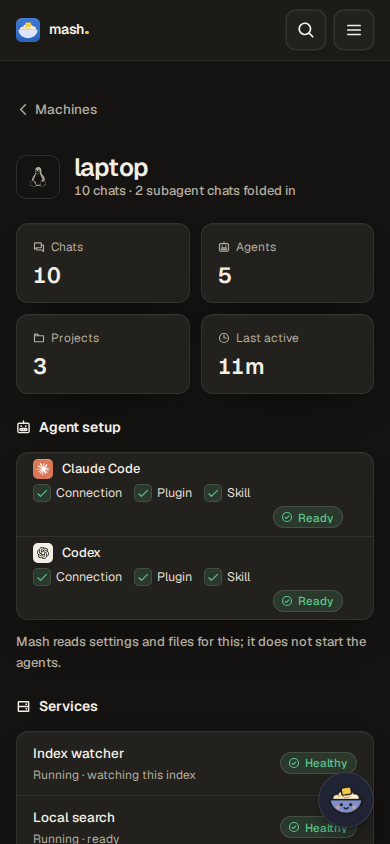 mash.
Machines
laptop
10 chats · 2 subagent chats folded in
Chats
10
Agents
5
Projects
3
Last active
11m
Agent setup
Claude Code
Connection Plugin Skill
Ready
Codex
Connection Plugin Skill
Ready
Mash reads settings and files for this; it does not start the
agents.
Services
Index watcher
Running · watching this index
Healthy
Local search
Running · ready
Healthy